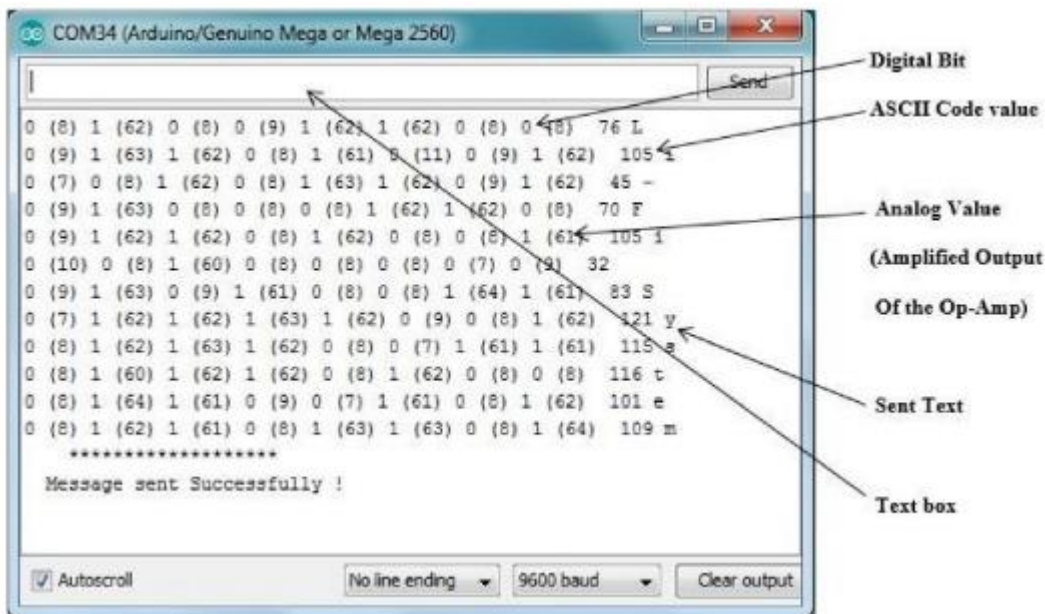 COM34 (Arduino/Genuino Mega or Mega 2560)
Send
0 (8) 1 (62) 0 (8) 0 (9) 1 (62) 1 (62) 0 (8) 0 (8) 76 L
0 (9) 1 (63) 1 (62) 0 (8) 1 (61) 0 (11) 0 (9) 1 (62) 105 i
0 (7) 0 (8) 1 (62) 0 (8) 1 (63) 1 (62) 0 (9) 1 (62) 45 -
0 (9) 1 (63) 0 (8) 0 (8) 0 (8) 1 (62) 1 (62) 0 (8) 70 F
0 (9) 1 (62) 1 (62) 0 (8) 1 (62) 0 (8) 0 (8) 1 (61) 105 i
0 (10) 0 (8) 1 (60) 0 (8) 0 (8) 0 (8) 0 (7) 0 (9) 32
0 (9) 1 (63) 0 (9) 1 (61) 0 (8) 0 (8) 1 (64) 1 (61) 83 S
0 (7) 1 (62) 1 (62) 1 (63) 1 (62) 0 (9) 0 (8) 1 (62) 121 y
0 (8) 1 (62) 1 (63) 1 (62) 0 (8) 0 (7) 1 (61) 1 (61) 115 s
0 (8) 1 (60) 1 (62) 1 (62) 0 (8) 1 (62) 0 (8) 0 (8) 116 t
0 (8) 1 (64) 1 (61) 0 (9) 0 (7) 1 (61) 0 (8) 1 (62) 101 e
0 (8) 1 (62) 1 (61) 0 (8) 1 (63) 1 (63) 0 (8) 1 (64) 109 m
*******************
Message sent Successfully !
Autoscroll
No line ending
9600 baud
Clear output
Digital Bit
ASCII Code value
Analog Value
(Amplified Output
Of the Op-Amp)
Sent Text
Text box